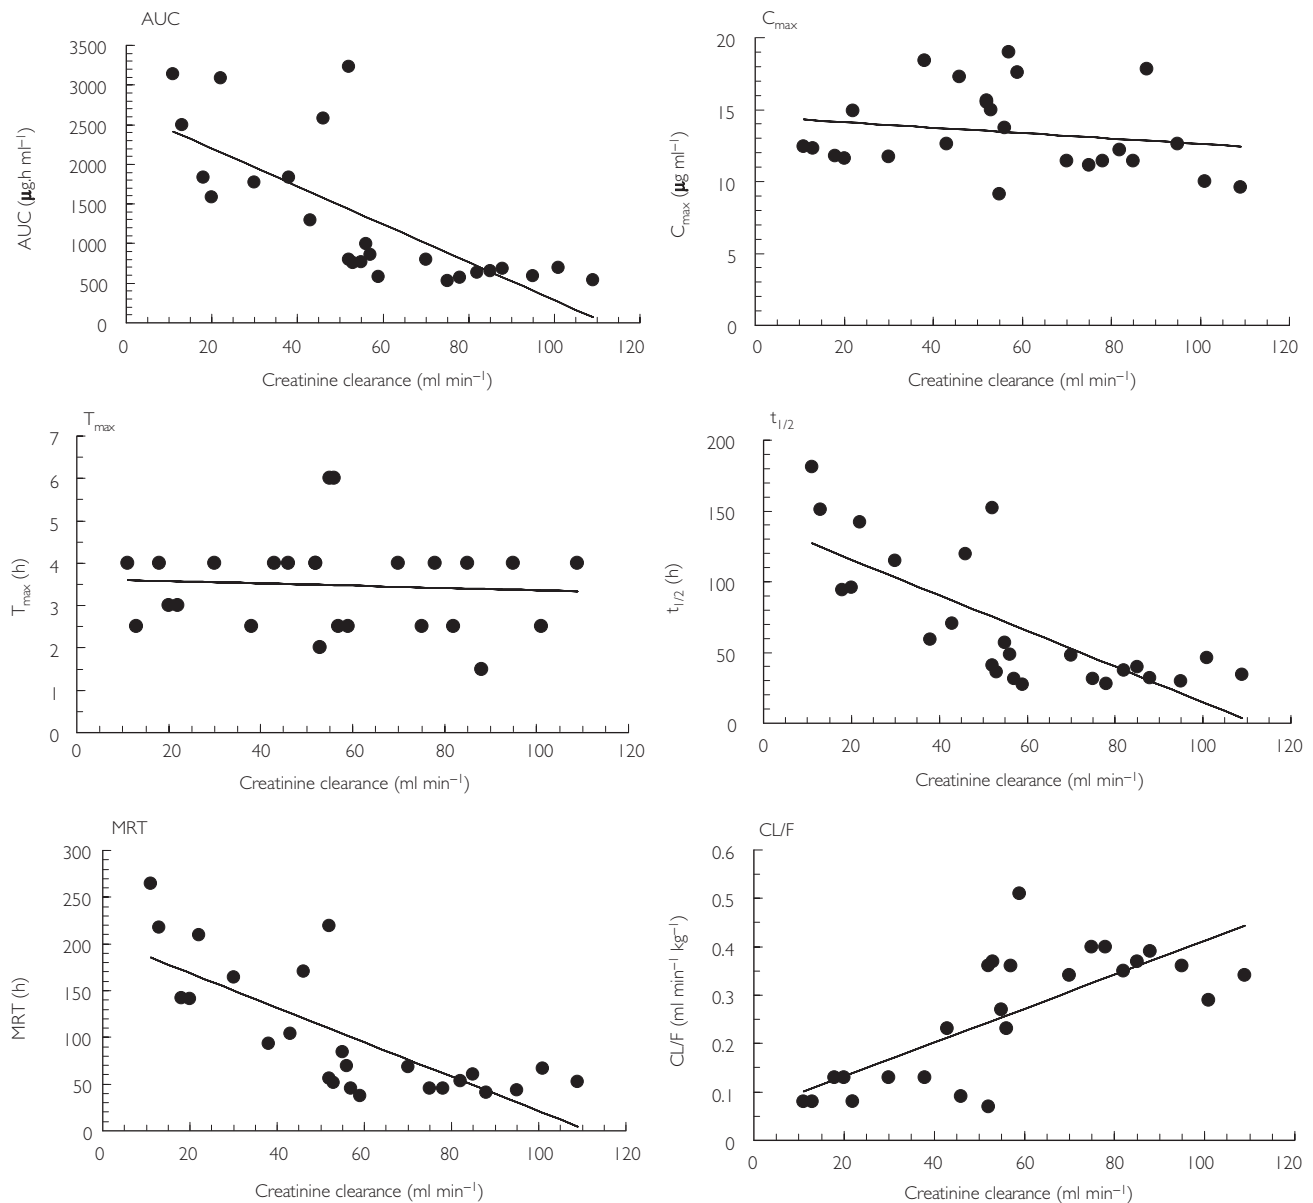 AUC
3500
3000
2500
2000
1500
1000
500
0
AUC (µg.h ml⁻¹)
0 20 40 60 80 100 120
Creatinine clearance (ml min⁻¹)
Cmax
20
15
10
5
0
Cmax (µg ml⁻¹)
0 20 40 60 80 100 120
Creatinine clearance (ml min⁻¹)
Tmax
7
6
5
4
3
2
1
0
Tmax (h)
20 40 60 80 100 120
Creatinine clearance (ml min⁻¹)
t1/2
200
150
100
50
0
t1/2 (h)
0 20 40 60 80 100 120
Creatinine clearance (ml min⁻¹)
MRT
300
250
200
150
100
50
0
MRT (h)
0 20 40 60 80 100 120
Creatinine clearance (ml min⁻¹)
CL/F
0.6
0.5
0.4
0.3
0.2
0.1
0
CL/F (ml min⁻¹ kg⁻¹)
0 20 40 60 80 100 120
Creatinine clearance (ml min⁻¹)